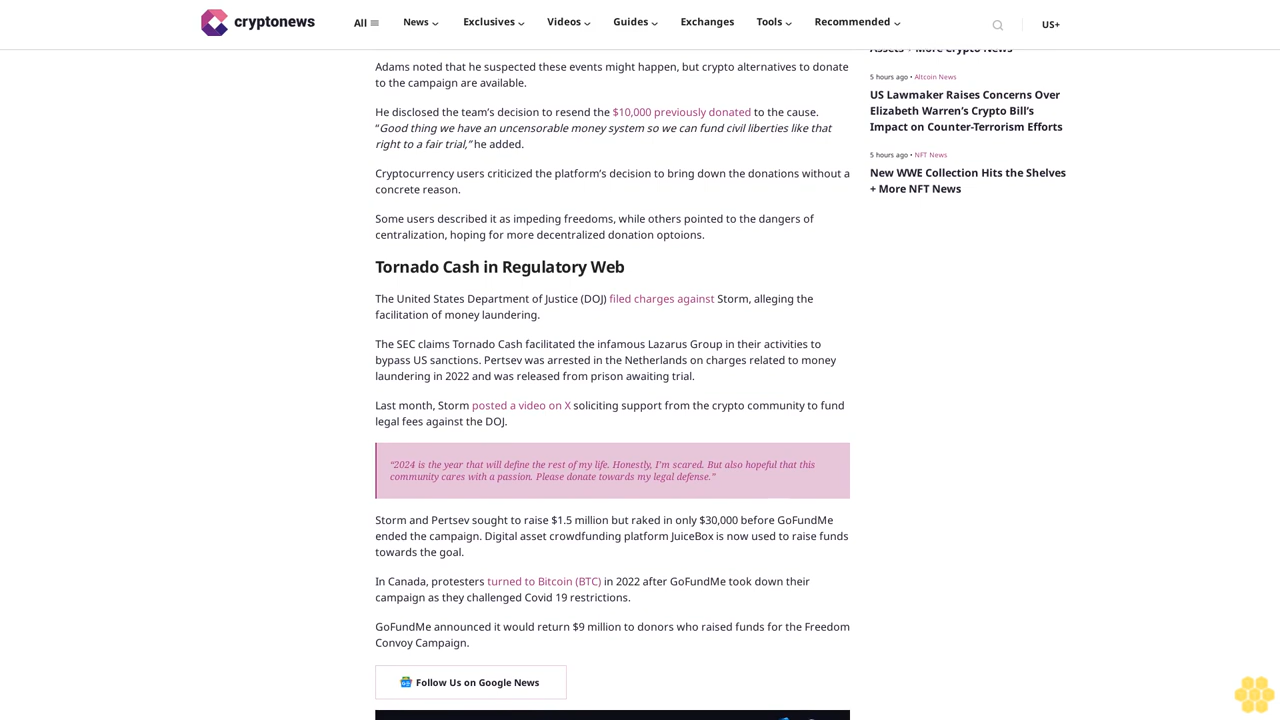 cryptonews
All
News
Exclusives
Videos
Guides
Exchanges
Tools
Recommended
US+
Adams noted that he suspected these events might happen, but crypto alternatives to donate
to the campaign are available.
He disclosed the team’s decision to resend the $10,000 previously donated to the cause.
“Good thing we have an uncensorable money system so we can fund civil liberties like that
right to a fair trial,” he added.
Cryptocurrency users criticized the platform’s decision to bring down the donations without a
concrete reason.
Some users described it as impeding freedoms, while others pointed to the dangers of
centralization, hoping for more decentralized donation optoions.
Tornado Cash in Regulatory Web
The United States Department of Justice (DOJ) filed charges against Storm, alleging the
facilitation of money laundering.
The SEC claims Tornado Cash facilitated the infamous Lazarus Group in their activities to
bypass US sanctions. Pertsev was arrested in the Netherlands on charges related to money
laundering in 2022 and was released from prison awaiting trial.
Last month, Storm posted a video on X soliciting support from the crypto community to fund
legal fees against the DOJ.
“2024 is the year that will define the rest of my life. Honestly, I’m scared. But also hopeful that this
community cares with a passion. Please donate towards my legal defense.”
Storm and Pertsev sought to raise $1.5 million but raked in only $30,000 before GoFundMe
ended the campaign. Digital asset crowdfunding platform JuiceBox is now used to raise funds
towards the goal.
In Canada, protesters turned to Bitcoin (BTC) in 2022 after GoFundMe took down their
campaign as they challenged Covid 19 restrictions.
GoFundMe announced it would return $9 million to donors who raised funds for the Freedom
Convoy Campaign.
Follow Us on Google News
Assets + More Crypto News
5 hours ago • Altcoin News
US Lawmaker Raises Concerns Over
Elizabeth Warren’s Crypto Bill’s
Impact on Counter-Terrorism Efforts
5 hours ago • NFT News
New WWE Collection Hits the Shelves
+ More NFT News